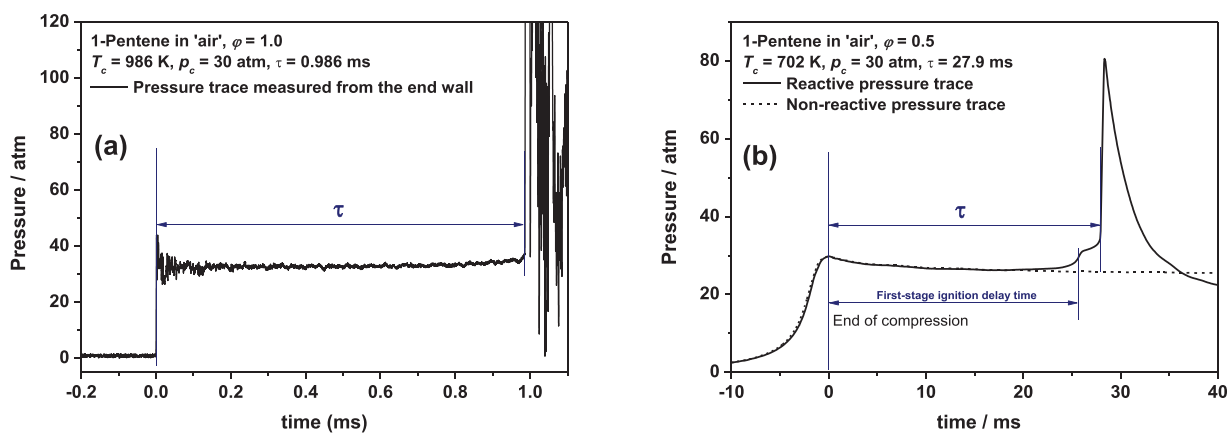 1-Pentene in 'air', φ = 1.0
T_c = 986 K, p_c = 30 atm, τ = 0.986 ms
Pressure trace measured from the end wall
(a)
τ
120
100
80
60
40
20
0
Pressure / atm
-0.2
0.0
0.2
0.4
0.6
0.8
1.0
time (ms)
1-Pentene in 'air', φ = 0.5
T_c = 702 K, p_c = 30 atm, τ = 27.9 ms
Reactive pressure trace
Non-reactive pressure trace
(b)
τ
First-stage ignition delay time
End of compression
80
60
40
20
0
Pressure / atm
-10
0
10
20
30
40
time / ms